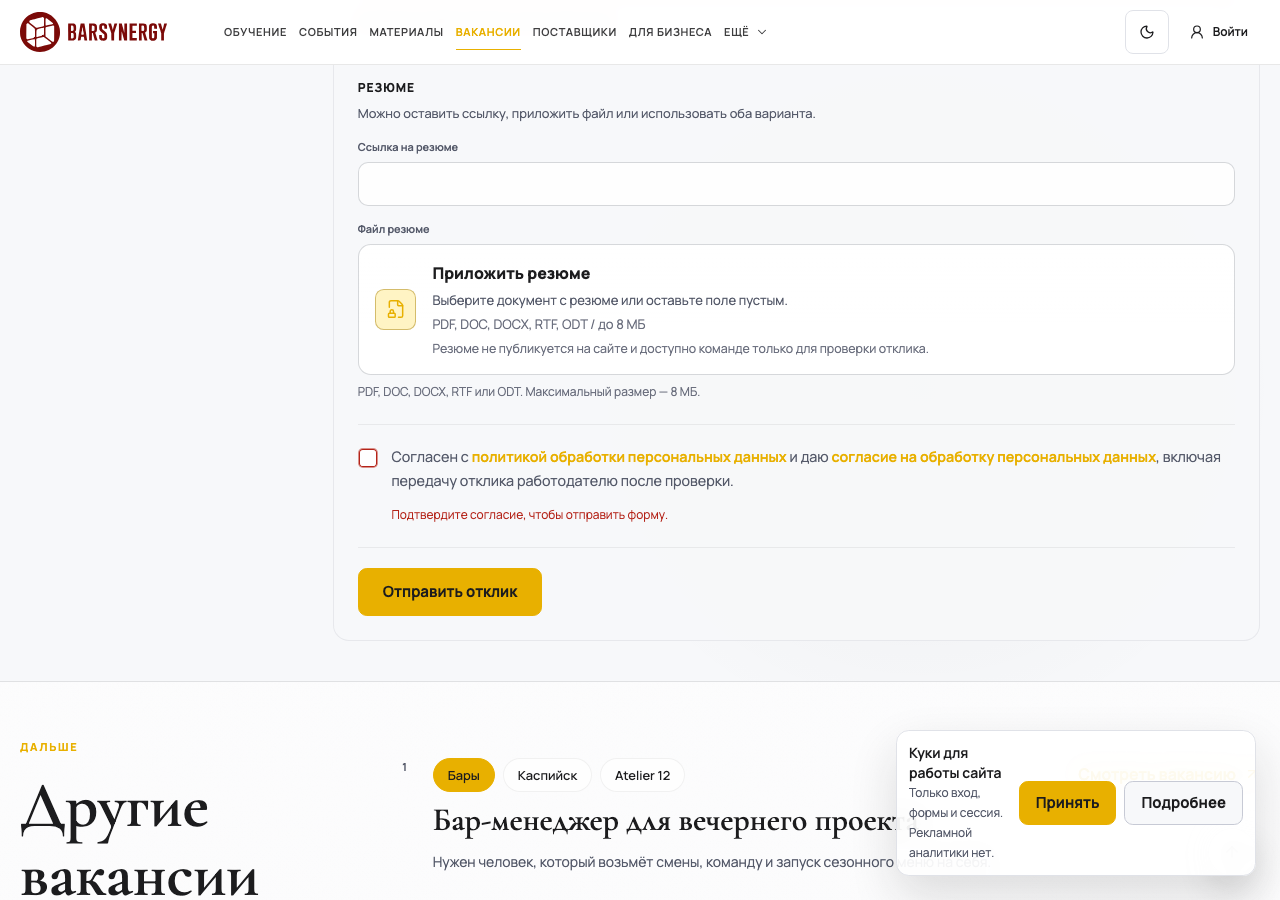 BARSYNERGY
ОБУЧЕНИЕ СОБЫТИЯ МАТЕРИАЛЫ ВАКАНСИИ ПОСТАВЩИКИ ДЛЯ БИЗНЕСА ЕЩЁ
Войти
РЕЗЮМЕ
Можно оставить ссылку, приложить файл или использовать оба варианта.
Ссылка на резюме
Файл резюме
Приложить резюме
Выберите документ с резюме или оставьте поле пустым.
PDF, DOC, DOCX, RTF, ODT / до 8 МБ
Резюме не публикуется на сайте и доступно команде только для проверки отклика.
PDF, DOC, DOCX, RTF или ODT. Максимальный размер — 8 МБ.
Согласен с политикой обработки персональных данных и даю согласие на обработку персональных данных, включая
передачу отклика работодателю после проверки.
Подтвердите согласие, чтобы отправить форму.
Отправить отклик
ДАЛЬШЕ
Другие
вакансии
1
Бары Каспийск Atelier 12
Бар-менеджер для вечернего проекта
Нужен человек, который возьмёт смены, команду и запуск сезонного
Куки для
работы сайта
Только вход,
формы и сессия.
Рекламной
аналитики нет.
Принять
Подробнее